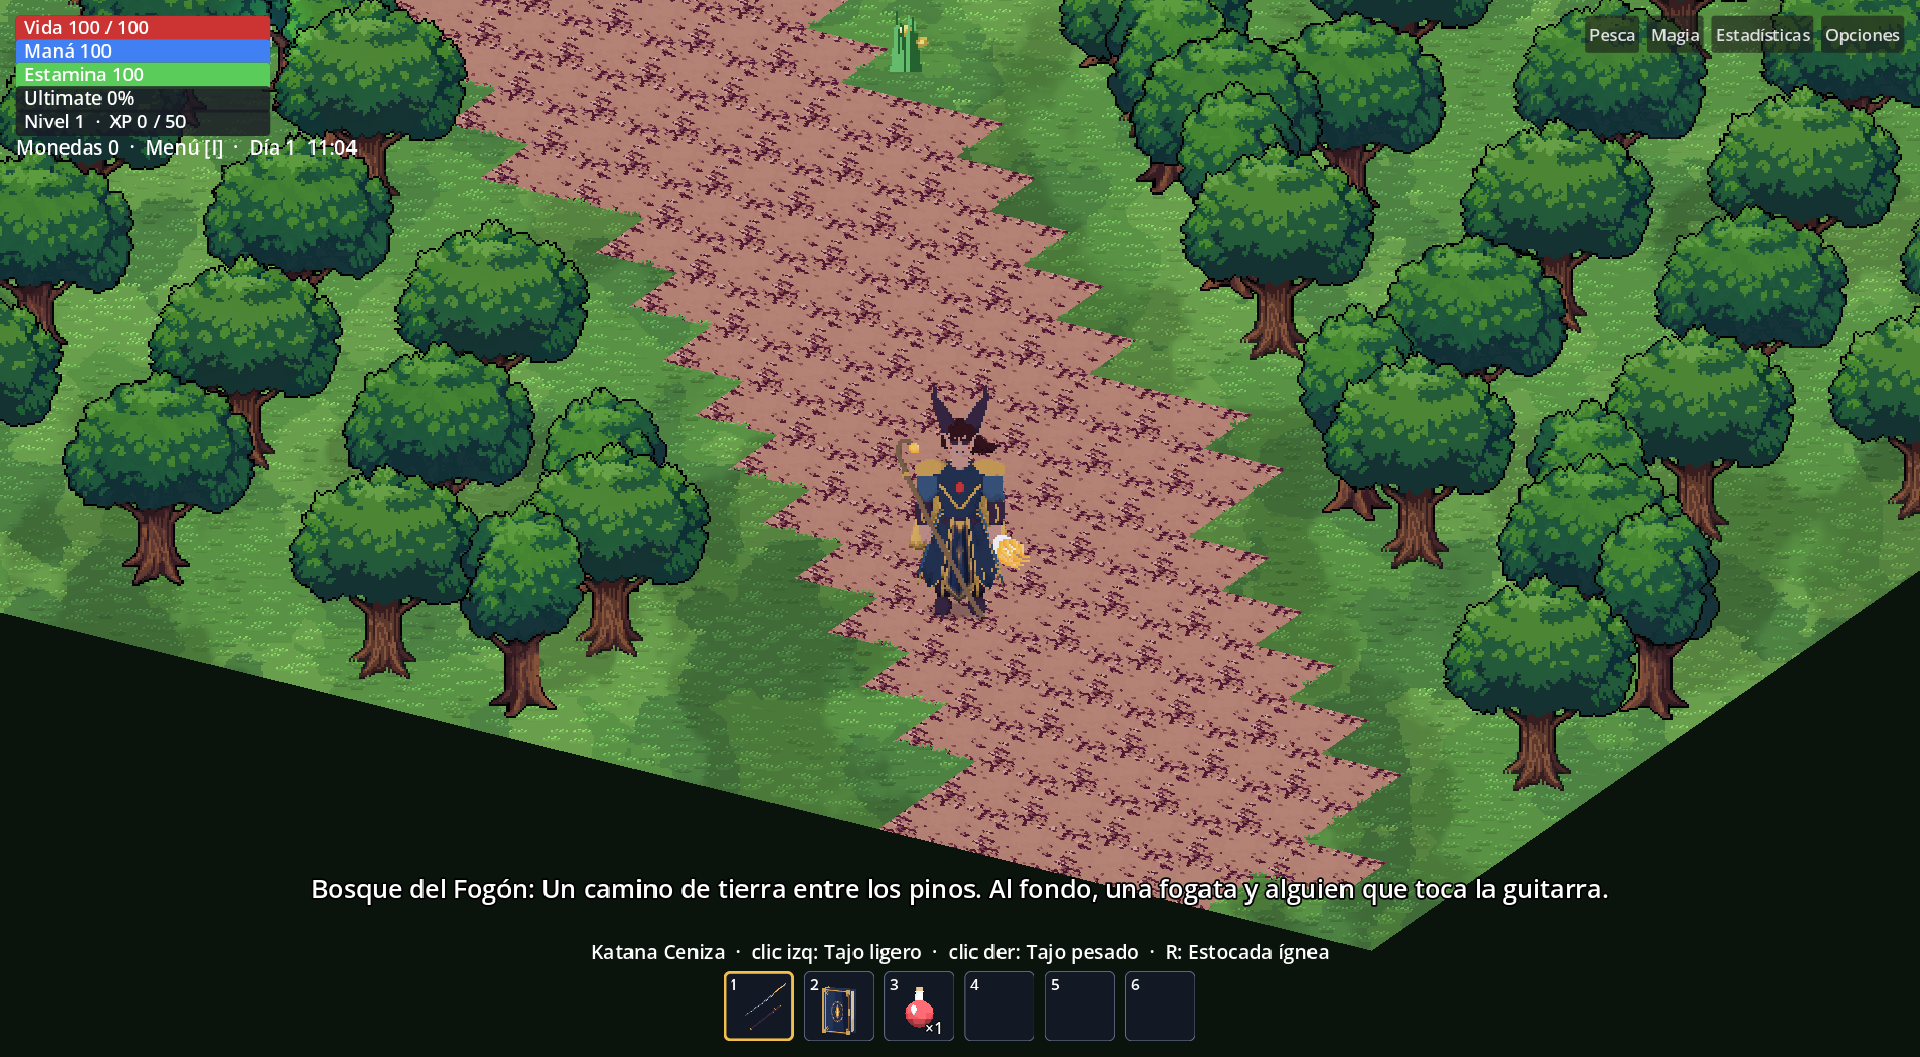 Vida 100 / 100
Maná 100
Estamina 100
Ultimate 0%
Nivel 1 · XP 0 / 50
Monedas 0 · Menú [I] · Día 1 11:04
Pesca Magia Estadísticas Opciones
Bosque del Fogón: Un camino de tierra entre los pinos. Al fondo, una fogata y alguien que toca la guitarra.
Katana Ceniza · clic izq: Tajo ligero · clic der: Tajo pesado · R: Estocada ígnea
1 2 3 4 5 6
×1